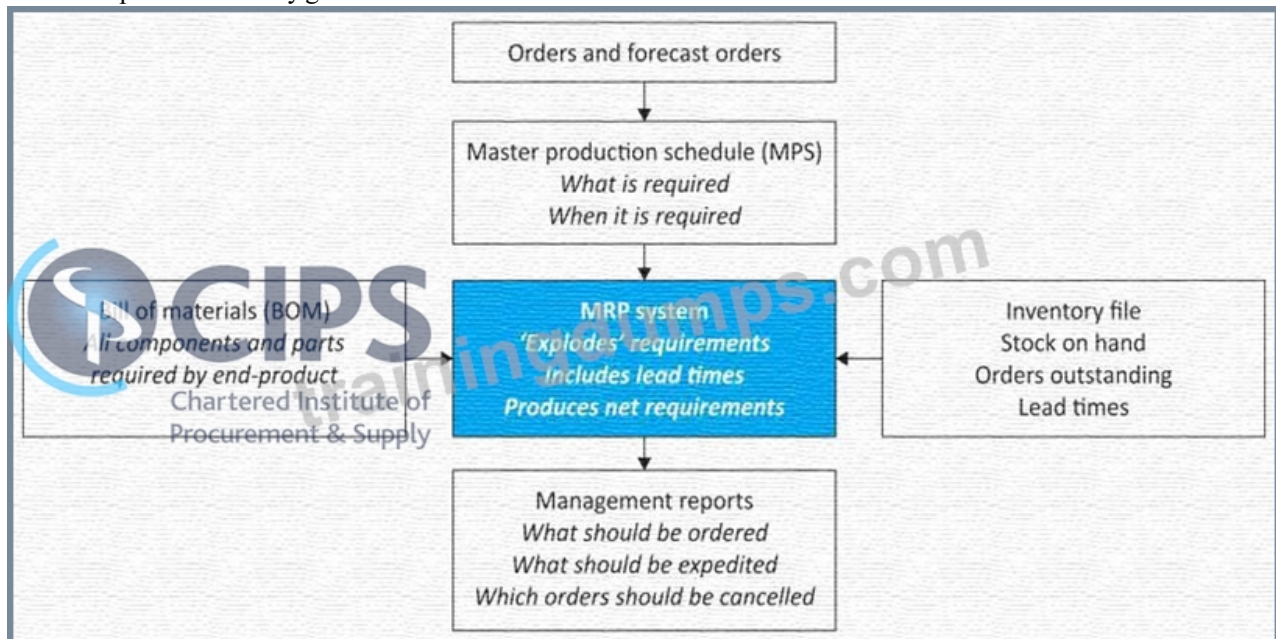 Orders and forecast orders
Master production schedule (MPS)
What is required
When it is required
CIPS
Chartered Institute of
Procurement & Supply
Bill of materials (BOM)
All components and parts
required by end-product
MRP system
'Explodes' requirements
Includes lead times
Produces net requirements
Inventory file
Stock on hand
Orders outstanding
Lead times
trainingdumps.com
Management reports
What should be ordered
What should be expedited
Which orders should be cancelled